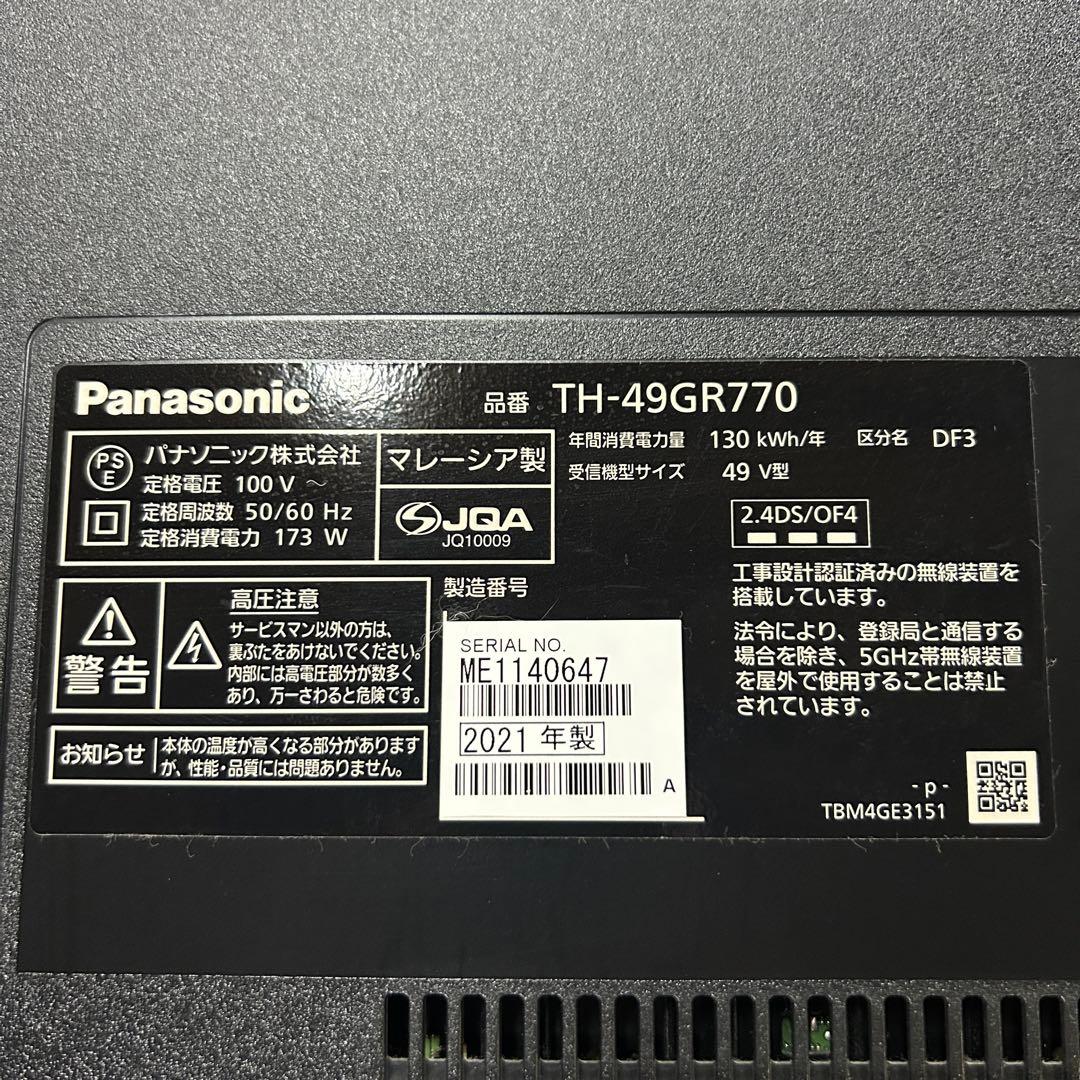 Panasonic
品番 TH-49GR770
PSE
パナソニック株式会社
定格電圧 100 V ～
定格周波数 50/60 Hz
定格消費電力 173 W
マレーシア製
JQA
JQ10009
年間消費電力量 130 kWh/年 区分名 DF3
受信機型サイズ 49 V型
2.4DS/OF4
工事設計認証済みの無線装置を
搭載しています。
法令により、登録局と通信する
場合を除き、5GHz帯無線装置
を屋外で使用することは禁止
されています。
警告
高圧注意
サービスマン以外の方は、
裏ぶたをあけないでください。
内部には高電圧部分が数多く
あり、万一さわると危険です。
お知らせ
本体の温度が高くなる部分があります
が、性能・品質には問題ありません。
製造番号
SERIAL NO.
ME1140647
2021 年製
A
- p -
TBM4GE3151